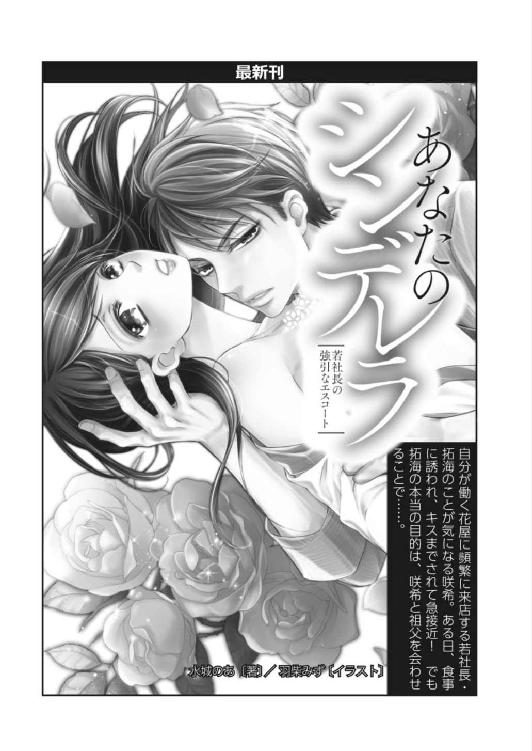 最新刊
あなたの
シンデレラ
若社長の
強引なエスコート
自分が働く花屋に頻繁に来店する若社長・
拓海のことが気になる咲希。ある日、食事
に誘われ、キスまでされて急接近! でも
拓海の本当の目的は、咲希と祖父を会わせ
ることで……。
水城のあ〔著〕／羽柴みず〔イラスト〕